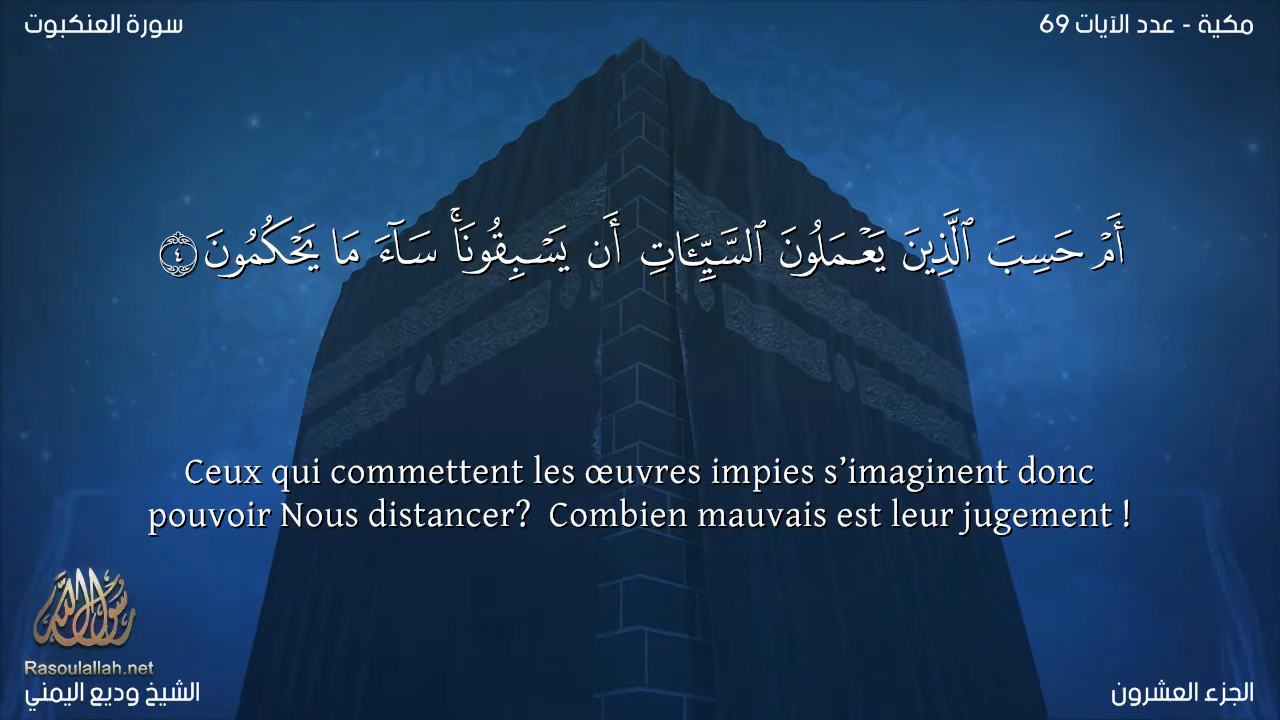 سورة العنكبوت
مكية - عدد الآيات 69
أَمْ حَسِبَ ٱلَّذِينَ يَعْمَلُونَ ٱلسَّيِّـَٔاتِ أَن يَسْبِقُونَاۚ سَآءَ مَا يَحْكُمُونَ ٤
Ceux qui commettent les œuvres impies s’imaginent donc
pouvoir Nous distancer?  Combien mauvais est leur jugement !
رسول الله
Rasoulallah.net
الشيخ وديع اليمني
الجزء العشرون